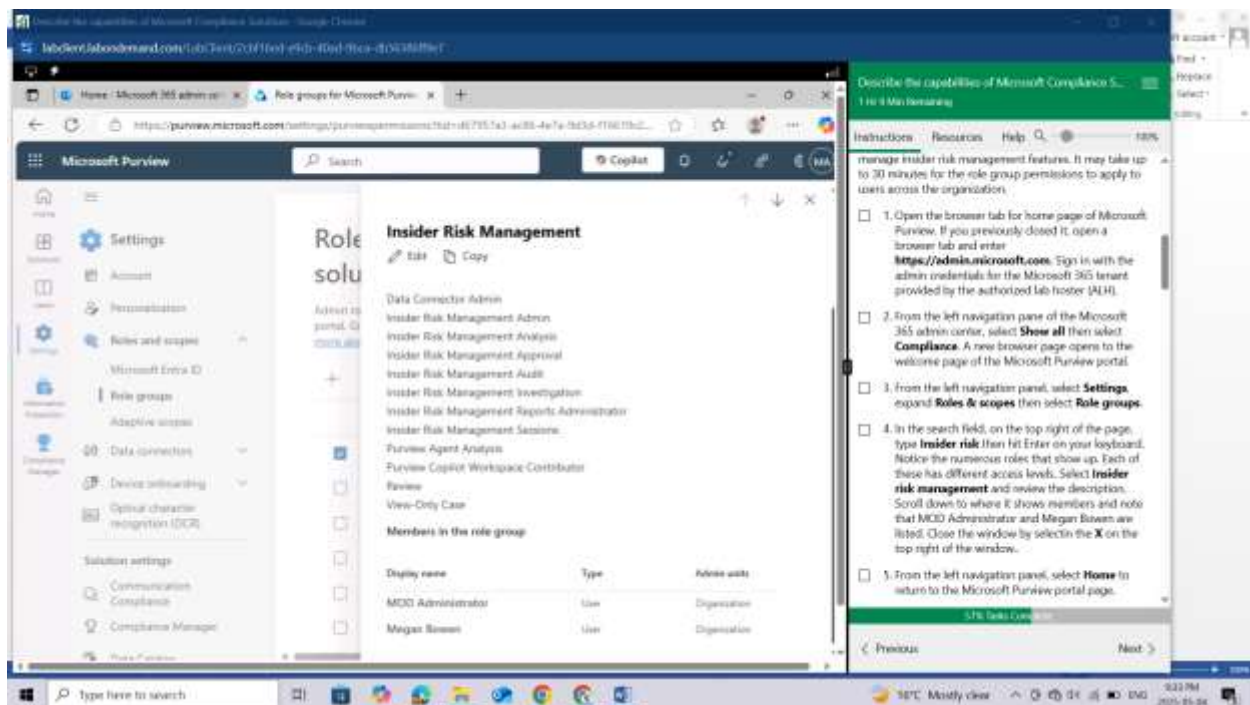 Describe the capabilities of Microsoft Compliance Solutions - Google Chrome
Home | Microsoft 365 admin ce
Role groups for Microsoft Purvie
Microsoft Purview
Search
Copilot
MA
Settings
Account
Personalization
Roles and scopes
Microsoft Entra ID
Role groups
Adaptive scopes
Data connectors
Device onboarding
Optical character
recognition (OCR)
Solution settings
Communication
Compliance
Compliance Manager
Role
solu
Insider Risk Management
Edit
Copy
Data Connector Admin
Insider Risk Management Admin
Insider Risk Management Analysis
Insider Risk Management Approval
Insider Risk Management Audit
Insider Risk Management Investigation
Insider Risk Management Reports Administrator
Insider Risk Management Sessions
Purview Agent Analysis
Purview Copilot Workspace Contributor
Review
View-Only Case
Members in the role group
Display name
Type
Admin units
MOD Administrator
User
Organization
Megan Bowen
User
Organization
Describe the capabilities of Microsoft Compliance S...
1 Hr 9 Min Remaining
Instructions
Resources
Help
100%
manage insider risk management features. It may take up
to 30 minutes for the role group permissions to apply to
users across the organization.
1. Open the browser tab for home page of Microsoft
Purview. If you previously closed it, open a
browser tab and enter
https://admin.microsoft.com. Sign in with the
admin credentials for the Microsoft 365 tenant
provided by the authorized lab hoster (ALH).
2. From the left navigation pane of the Microsoft
365 admin center, select Show all then select
Compliance. A new browser page opens to the
welcome page of the Microsoft Purview portal.
3. From the left navigation panel, select Settings,
expand Roles & scopes then select Role groups.
4. In the search field, on the top right of the page,
type Insider risk then hit Enter on your keyboard.
Notice the numerous roles that show up. Each of
these has different access levels. Select Insider
risk management and review the description.
Scroll down to where it shows members and note
that MOD Administrator and Megan Bowen are
listed. Close the window by selectin the X on the
top right of the window.
5. From the left navigation panel, select Home to
return to the Microsoft Purview portal page.
57% Tasks Complete
Previous
Next
Find
Replace
Select
Type here to search
10°C Mostly clear
ENG
9:33 PM